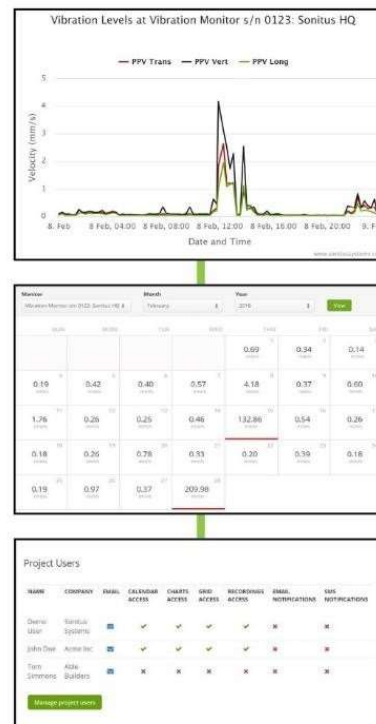 Vibration Levels at Vibration Monitor s/n 0123: Sonitus HQ
PPV Trans PPV Vert PPV Long
Velocity (mm/s)
5
4
3
2
1
0
8. Feb 8 Feb, 04:00 8 Feb, 08:00 8 Feb, 12:00 8 Feb, 16:00 8 Feb, 20:00 9. F
Date and Time
Monitor Month Year
Vibration Monitor s/n 0123: Sonitus HQ February View
0.69 0.34 0.14
0.19 0.42 0.40 0.57 4.18 0.37 0.60
1.76 0.26 0.25 0.46 132.86 0.54 0.26
0.18 0.26 0.78 0.33 0.20 0.39 0.18
0.19 0.97 0.37 209.98
Project Users
NAME COMPANY EMAIL CALENDAR ACCESS CHARTS ACCESS GRID ACCESS RECORDINGS ACCESS EMAIL NOTIFICATIONS SMS NOTIFICATIONS
Demo User Sonitus Systems
John Doe Acme Inc
Tom Simmons Able Builders
Manage project users